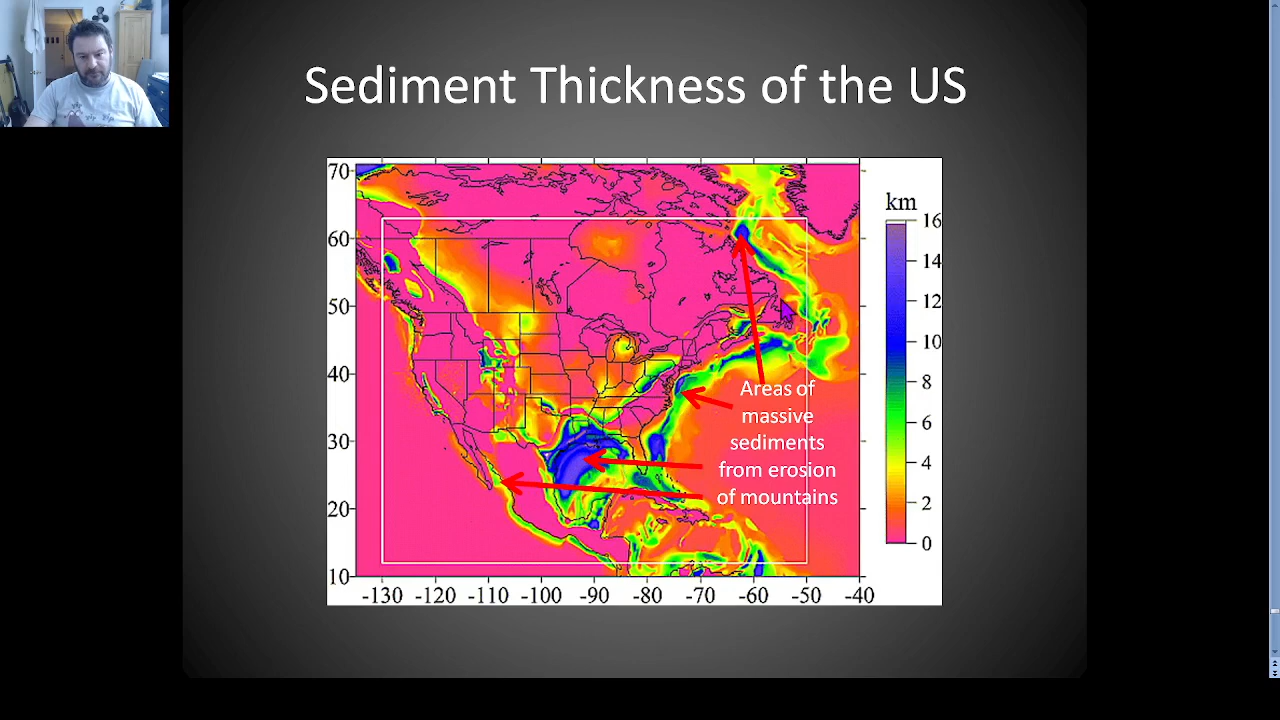 Sediment Thickness of the US
km
70
60
50
40
30
20
10
-130 -120 -110 -100 -90 -80 -70 -60 -50 -40
16
14
12
10
8
6
4
2
0
Areas of
massive
sediments
from erosion
of mountains